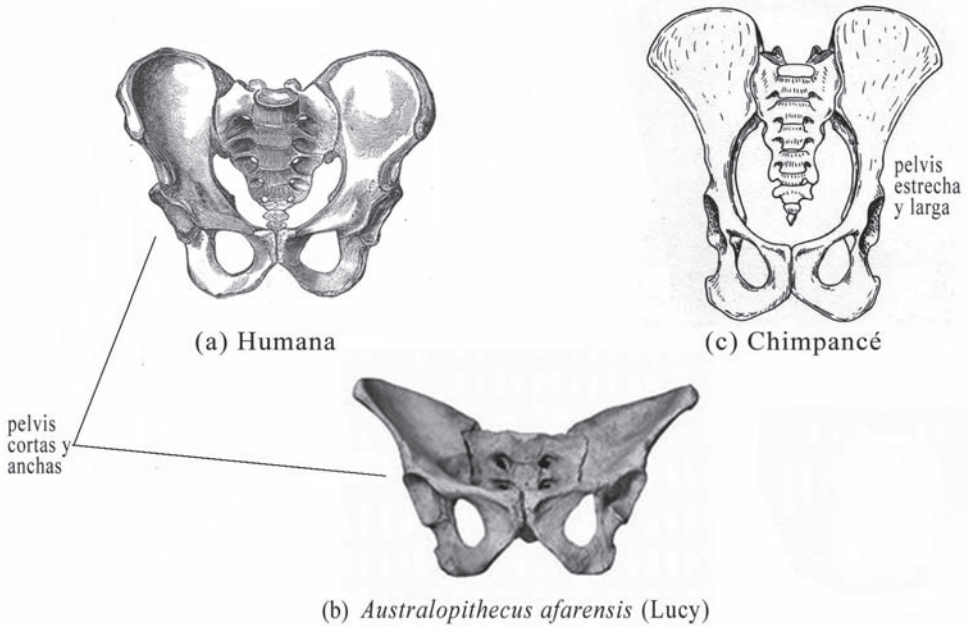 pelvis
estrecha
y larga
(a) Humana
(c) Chimpancé
pelvis
cortas y
anchas
(b) Australopithecus afarensis (Lucy)